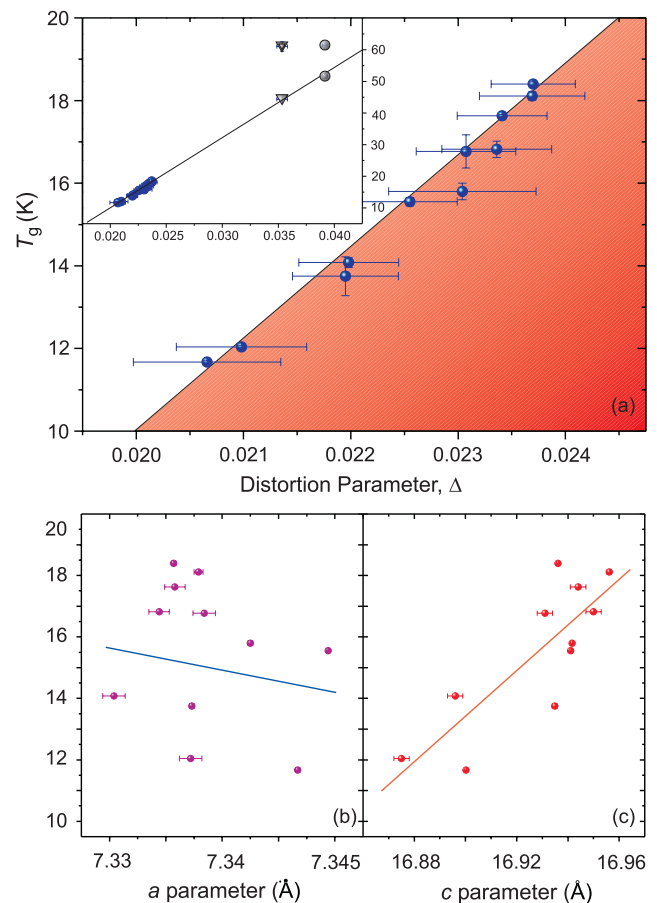 20
18
16
14
12
10
T_g (K)
60
50
40
30
20
10
0.020 0.025 0.030 0.035 0.040
(a)
0.020 0.021 0.022 0.023 0.024
Distortion Parameter, Δ
20
18
16
14
12
10
(b)
(c)
7.33 7.34 7.345
16.88 16.92 16.96
a parameter (Å)
c parameter (Å)